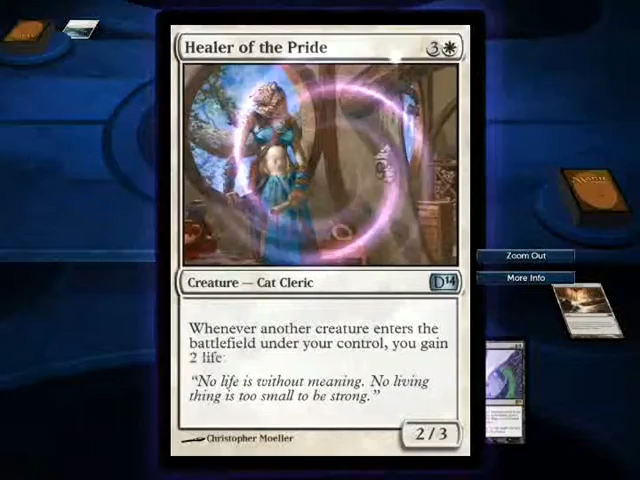 Healer of the Pride 3
Creature — Cat Cleric D14
Whenever another creature enters the
battlefield under your control, you gain
2 life.
"No life is without meaning. No living
thing is too small to be strong."
Christopher Moeller
2 / 3
Zoom Out
More Info